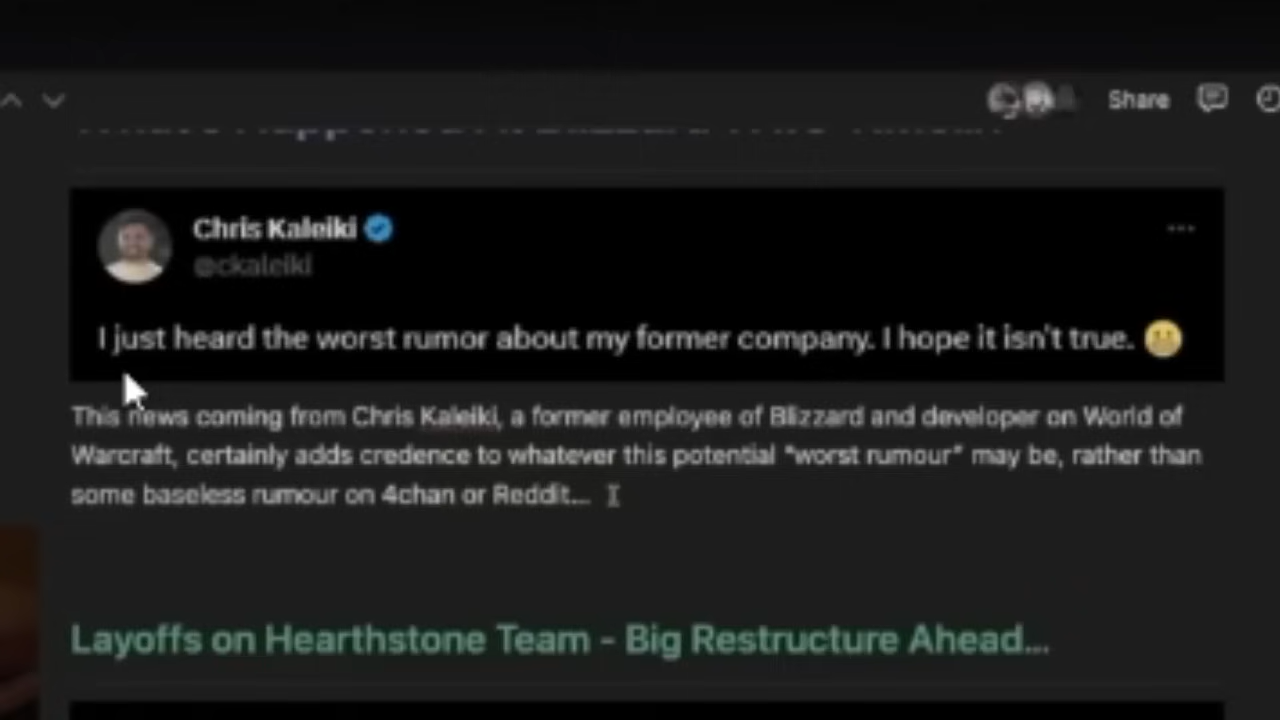 Share
Chris Kaleiki
@ckaleiki
I just heard the worst rumor about my former company. I hope it isn't true. 😬
This news coming from Chris Kaleiki, a former employee of Blizzard and developer on World of
Warcraft, certainly adds credence to whatever this potential "worst rumour" may be, rather than
some baseless rumour on 4chan or Reddit...
Layoffs on Hearthstone Team - Big Restructure Ahead...